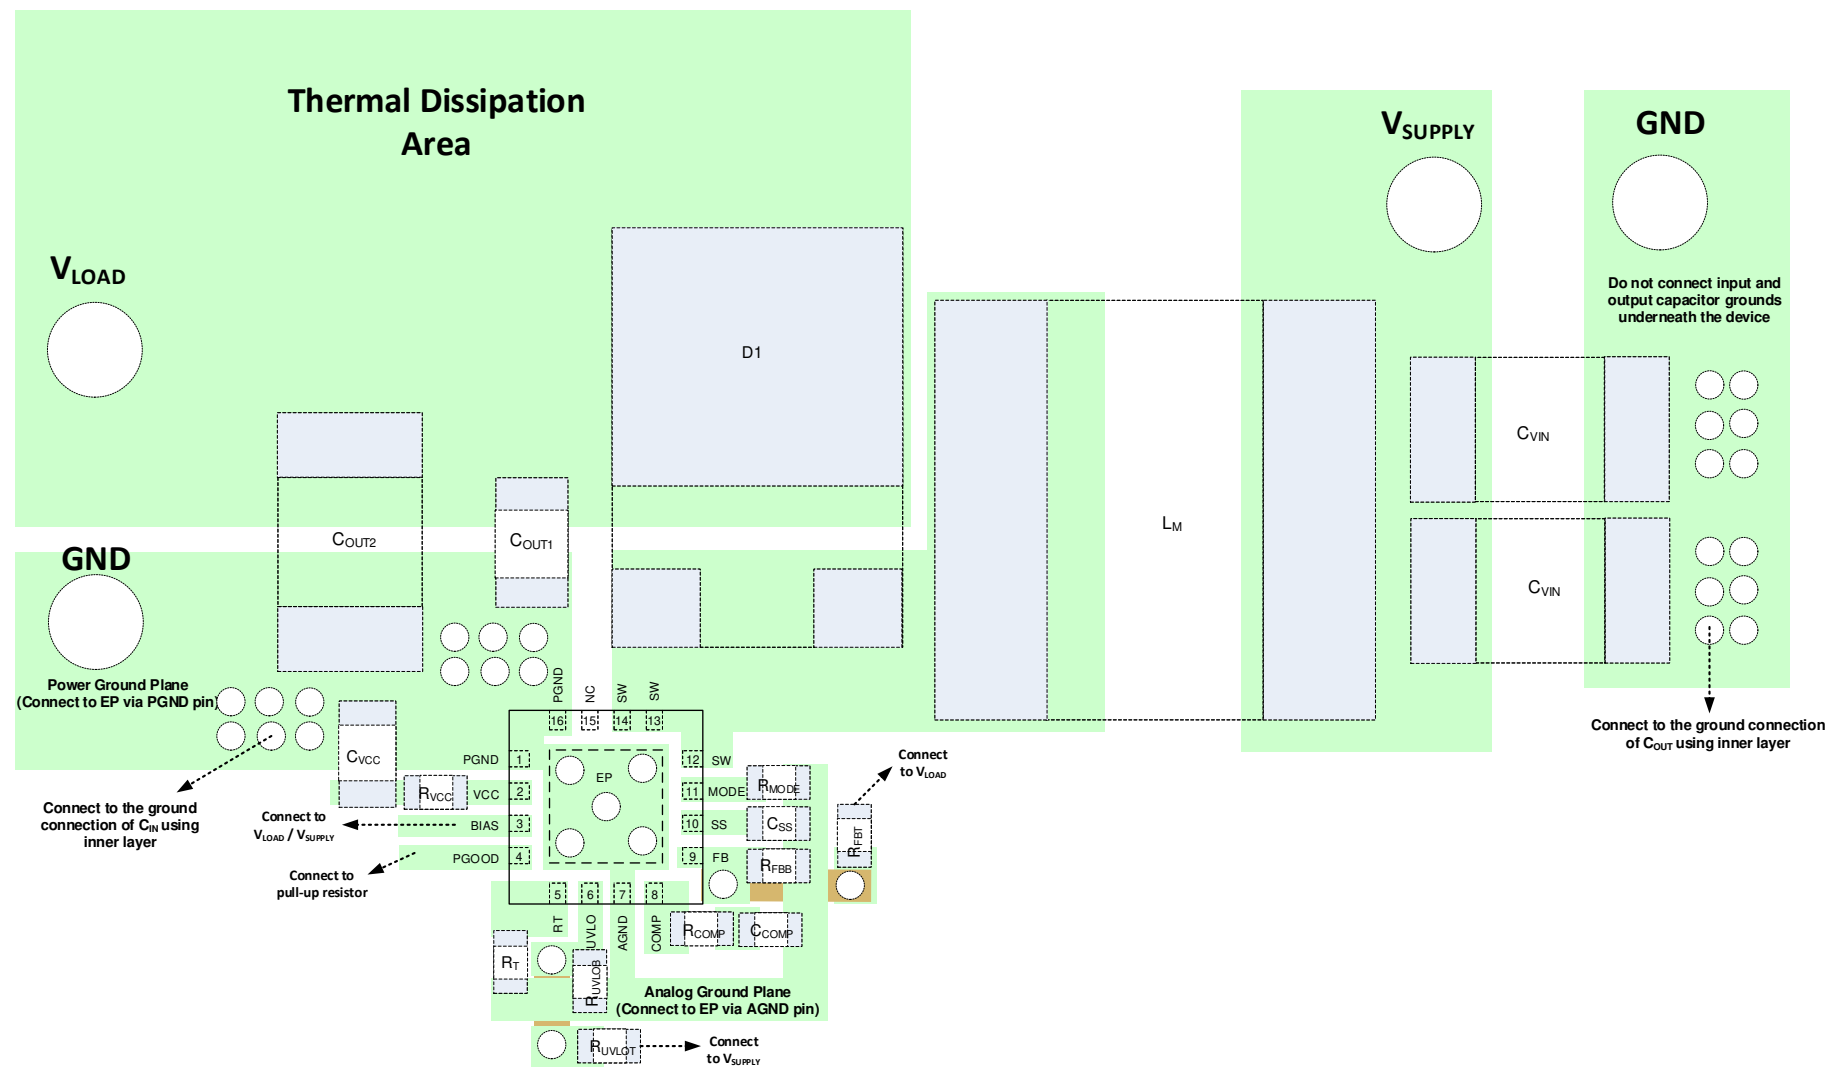 Thermal Dissipation
Area
VSUPPLY
GND
VLOAD
Do not connect input and
output capacitor grounds
underneath the device
D1
CVIN
LM
COUT2
COUT1
GND
CVIN
Power Ground Plane
(Connect to EP via PGND pin)
PGND
NC
SW
SW
16
15
14
13
Connect to the ground connection
of COUT using inner layer
CVCC
PGND
1
EP
12
SW
Connect
to VLOAD
RVCC
VCC
2
11
MODE
RMODE
Connect to the ground
connection of CIN using
inner layer
Connect to
VLOAD / VSUPPLY
BIAS
3
10
SS
CSS
RFBT
PGOOD
4
9
FB
RFBB
Connect to
pull-up resistor
5
6
7
8
RT
UVLO
AGND
COMP
RCOMP
CCOMP
RT
RUVLOB
Analog Ground Plane
(Connect to EP via AGND pin)
RUVLOT
Connect
to VSUPPLY